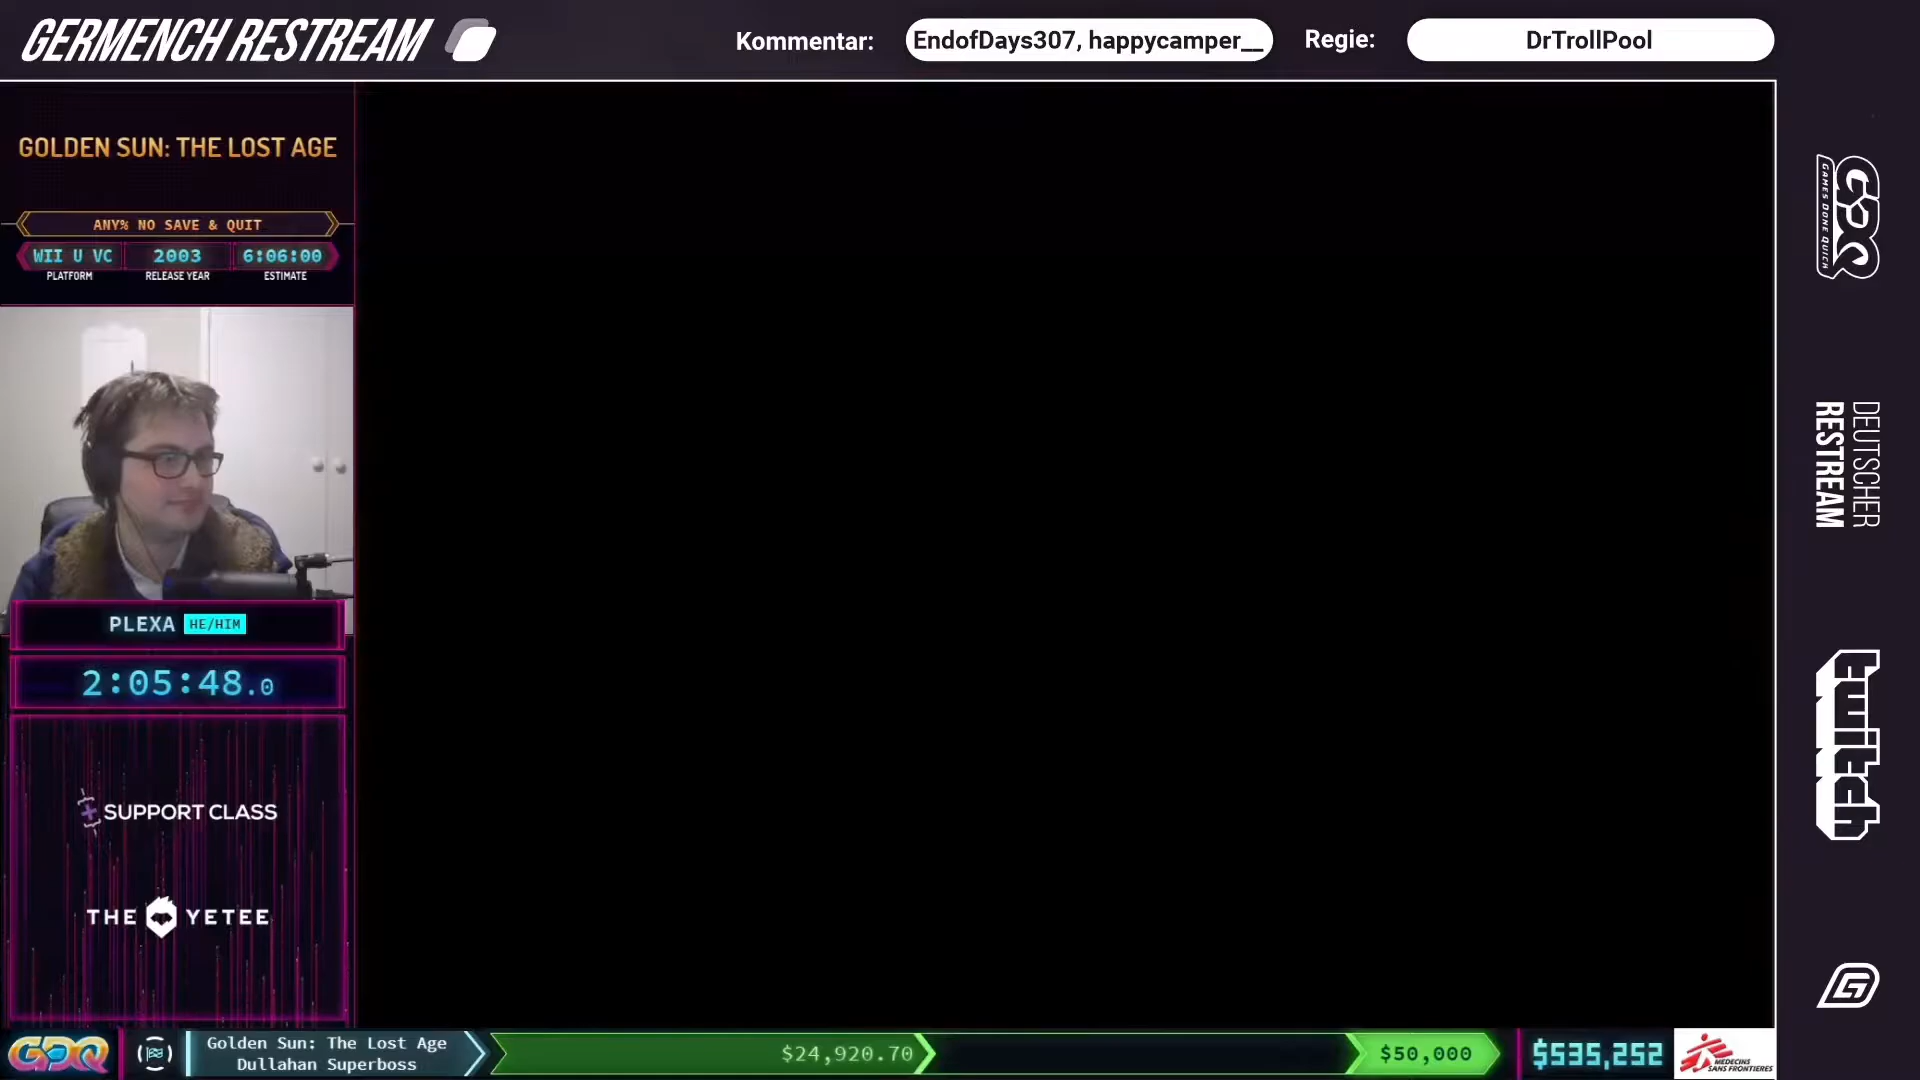 GERMENCH RESTREAM
Kommentar:
EndofDays307, happycamper__
Regie:
DrTrollPool
GOLDEN SUN: THE LOST AGE
ANY% NO SAVE & QUIT
WII U VC
2003
6:06:00
PLATFORM
RELEASE YEAR
ESTIMATE
PLEXA HE/HIM
2:05:48.0
SUPPORT CLASS
THE YETEE
GDQ
Golden Sun: The Lost Age
Dullahan Superboss
$24,920.70
$50,000
$535,252
MEDECINS
SANS FRONTIERES
GDQ
GAMES DONE QUICK
DEUTSCHER
RESTREAM
twitch
G